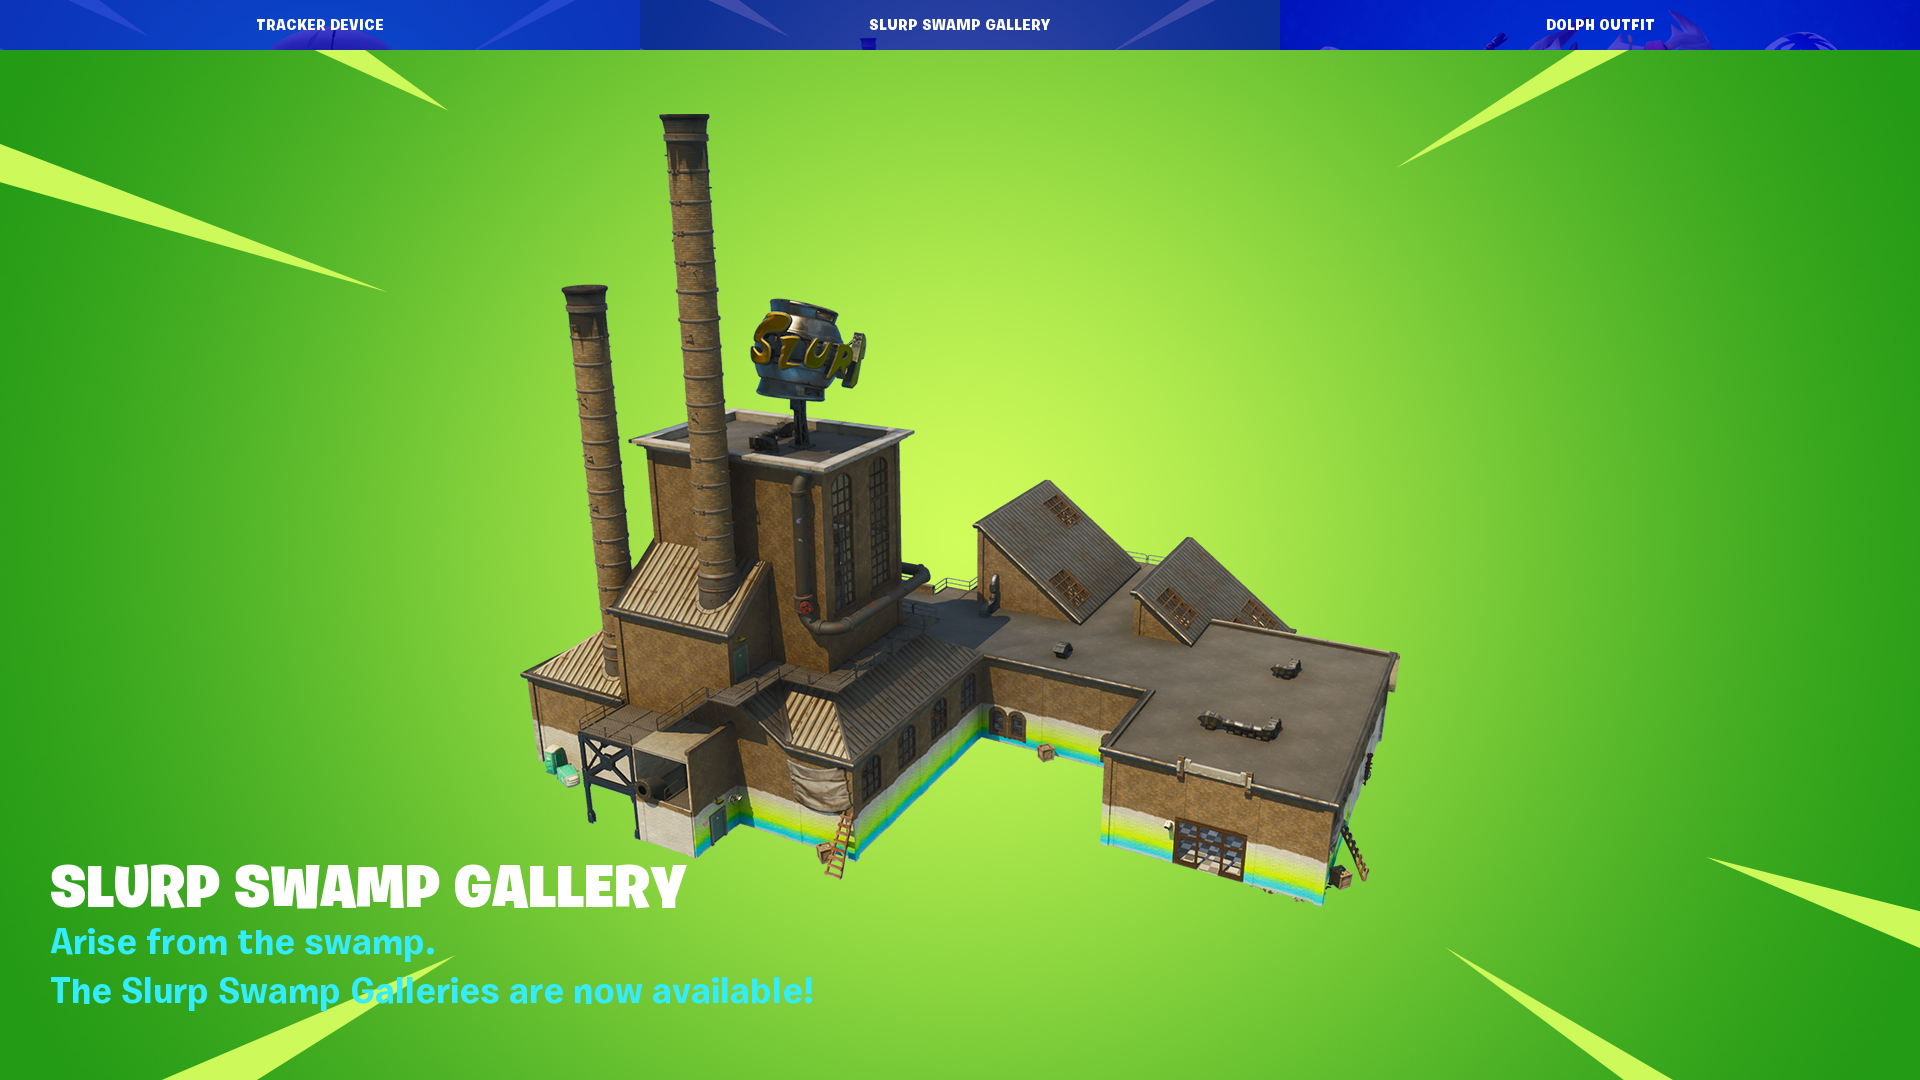 TRACKER DEVICE
SLURP SWAMP GALLERY
DOLPH OUTFIT
SLURP
SLURP SWAMP GALLERY
Arise from the swamp.
The Slurp Swamp Galleries are now available!